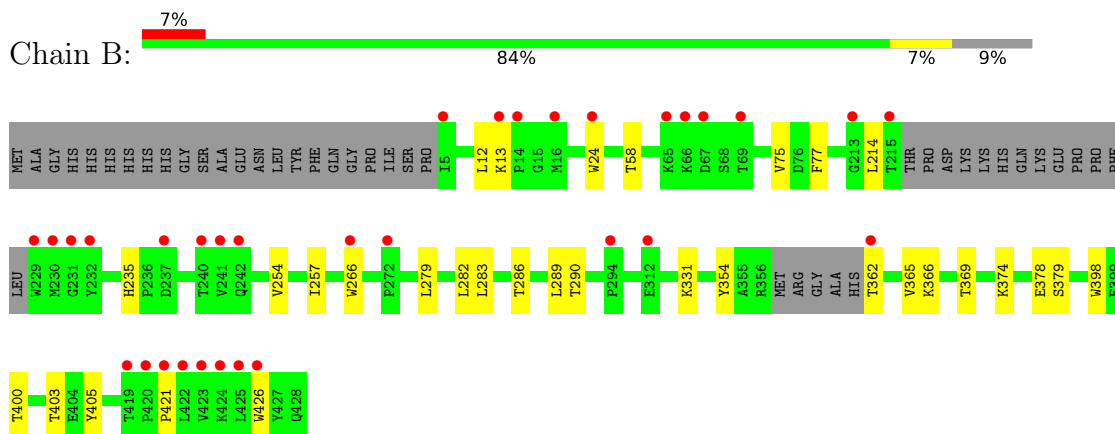 7%
Chain B:
84% 7% 9%
MET ALA GLY HIS HIS HIS HIS HIS HIS GLY SER ALA GLU ASN LEU TYR PHE GLN GLY PRO ILE SER PRO I5 L12 K13 P14 G15 M16 W24 T58 K65 K66 D67 S68 T69 V75 D76 F77 G213 L214 T215 THR PRO ASP LYS LYS HIS GLN LYS GLU PRO PRO PHE
LEU W229 M230 G231 Y232 H235 P236 D237 T240 V241 Q242 V254 I257 W266 P272 L279 L282 L283 T286 L289 T290 P294 E312 K331 Y354 A355 R356 MET ARG GLY ALA HIS T362 V365 K366 T369 K374 E378 S379 W398 E399
T400 T403 E404 Y405 T419 P420 P421 L422 V423 K424 L425 W426 Y427 Q428